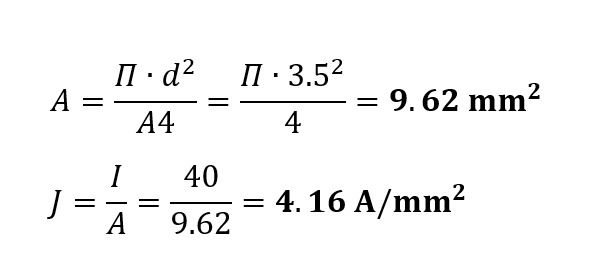 A = Π · d² / A4 = Π · 3.5² / 4 = 9.62 mm²
J = I / A = 40 / 9.62 = 4.16 A/mm²